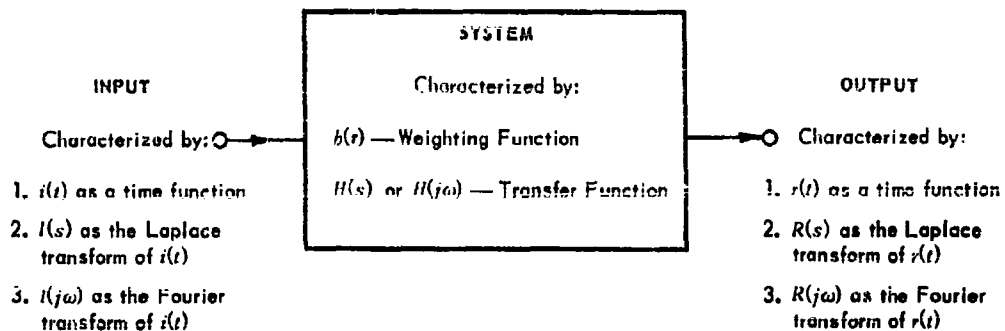 INPUT
Characterized by:
1. i(t) as a time function
2. I(s) as the Laplace
transform of i(t)
3. I(jω) as the Fourier
transform of i(t)
SYSTEM
Characterized by:
h(τ) — Weighting Function
H(s) or H(jω) — Transfer Function
OUTPUT
Characterized by:
1. r(t) as a time function
2. R(s) as the Laplace
transform of r(t)
3. R(jω) as the Fourier
transform of r(t)